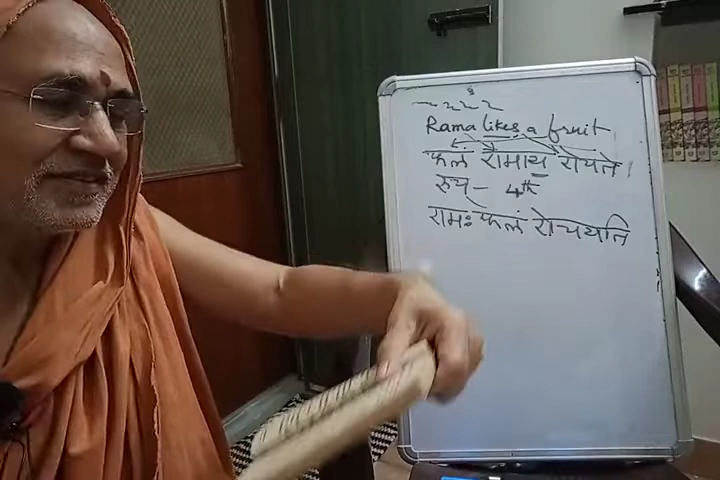 Rama likes a fruit
फलं रामाय रोचते
रुच् - 4th
रामः फलं रोचयति